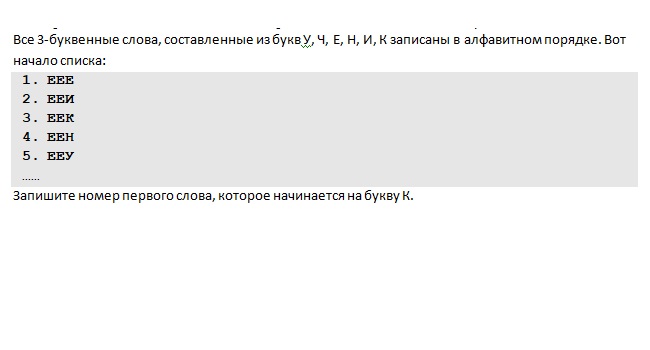 Все 3-буквенные слова, составленные из букв У, Ч, Е, Н, И, К записаны в алфавитном порядке. Вот
начало списка:
1. ЕЕЕ
2. ЕЕИ
3. ЕЕК
4. ЕЕН
5. ЕЕУ
……
Запишите номер первого слова, которое начинается на букву К.